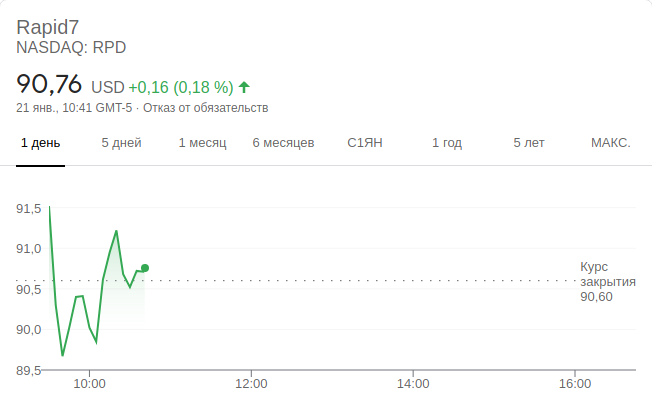 Rapid7
NASDAQ: RPD
90,76 USD +0,16 (0,18 %)
21 янв., 10:41 GMT-5 · Отказ от обязательств
1 день 5 дней 1 месяц 6 месяцев С1ЯН 1 год 5 лет МАКС.
91,5
91,0
90,5
90,0
89,5
Курс
закрытия
90,60
10:00 12:00 14:00 16:00